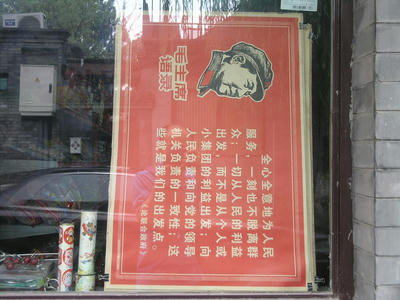 毛主席
语录
全心全意地为人民
服务，一刻也不脱离群
众；一切从人民的利益
出发，而不是从个人或
小集团的利益出发；向
人民负责和向党的领导
机关负责的一致性；这
些就是我们的出发点。
《论联合政府》